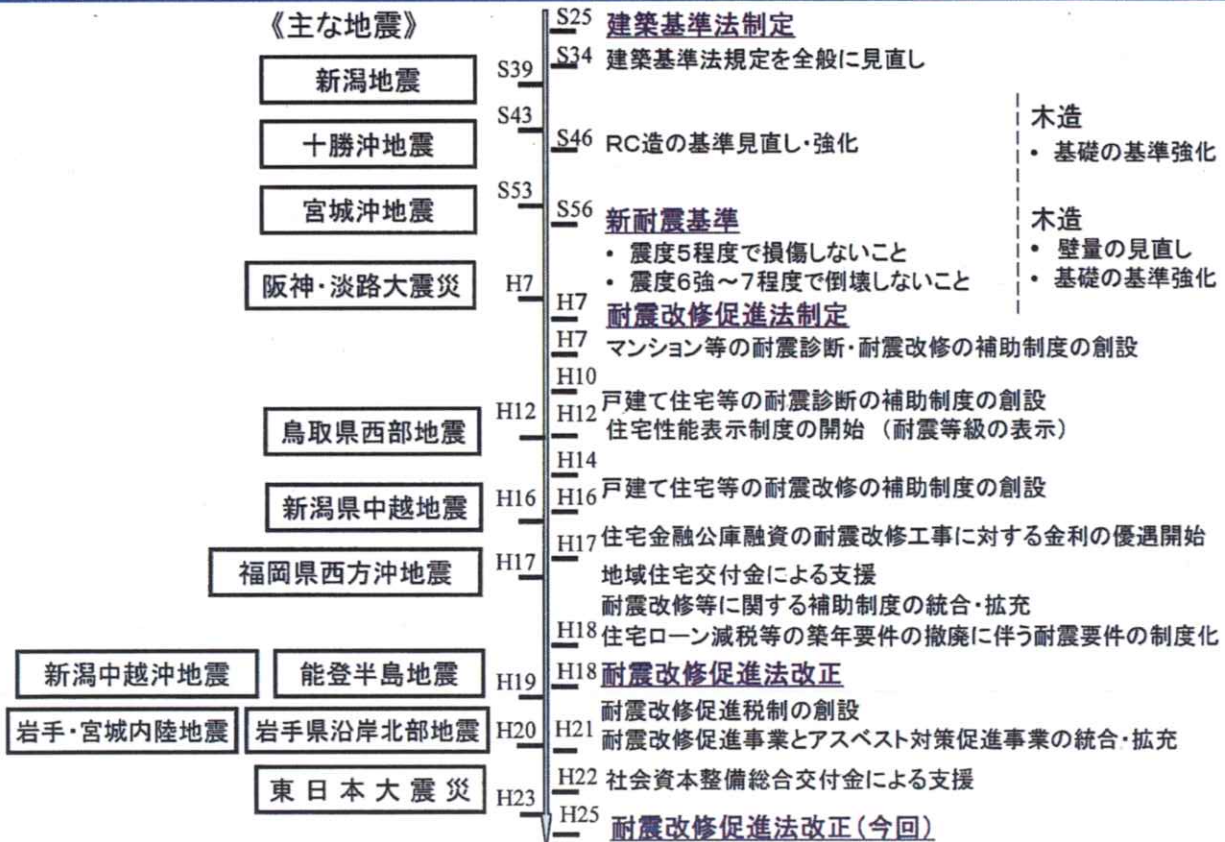 《主な地震》
S25 建築基準法制定
S34 建築基準法規定を全般に見直し
新潟地震 S39
十勝沖地震 S43
S46 RC造の基準見直し・強化
木造
• 基礎の基準強化
宮城沖地震 S53
S56 新耐震基準
• 震度5程度で損傷しないこと
• 震度6強~7程度で倒壊しないこと
木造
• 壁量の見直し
• 基礎の基準強化
阪神・淡路大震災 H7
H7 耐震改修促進法制定
H7 マンション等の耐震診断・耐震改修の補助制度の創設
H10 戸建て住宅等の耐震診断の補助制度の創設
鳥取県西部地震 H12
H12 住宅性能表示制度の開始 (耐震等級の表示)
H14 戸建て住宅等の耐震改修の補助制度の創設
新潟県中越地震 H16
H16 住宅金融公庫融資の耐震改修工事に対する金利の優遇開始
福岡県西方沖地震 H17
H17 地域住宅交付金による支援
耐震改修等に関する補助制度の統合・拡充
H18 住宅ローン減税等の築年要件の撤廃に伴う耐震要件の制度化
新潟中越沖地震 能登半島地震 H19
H18 耐震改修促進法改正
耐震改修促進税制の創設
岩手・宮城内陸地震 岩手県沿岸北部地震 H20
H21 耐震改修促進事業とアスベスト対策促進事業の統合・拡充
H22 社会資本整備総合交付金による支援
東日本大震災 H23
H25 耐震改修促進法改正(今回)